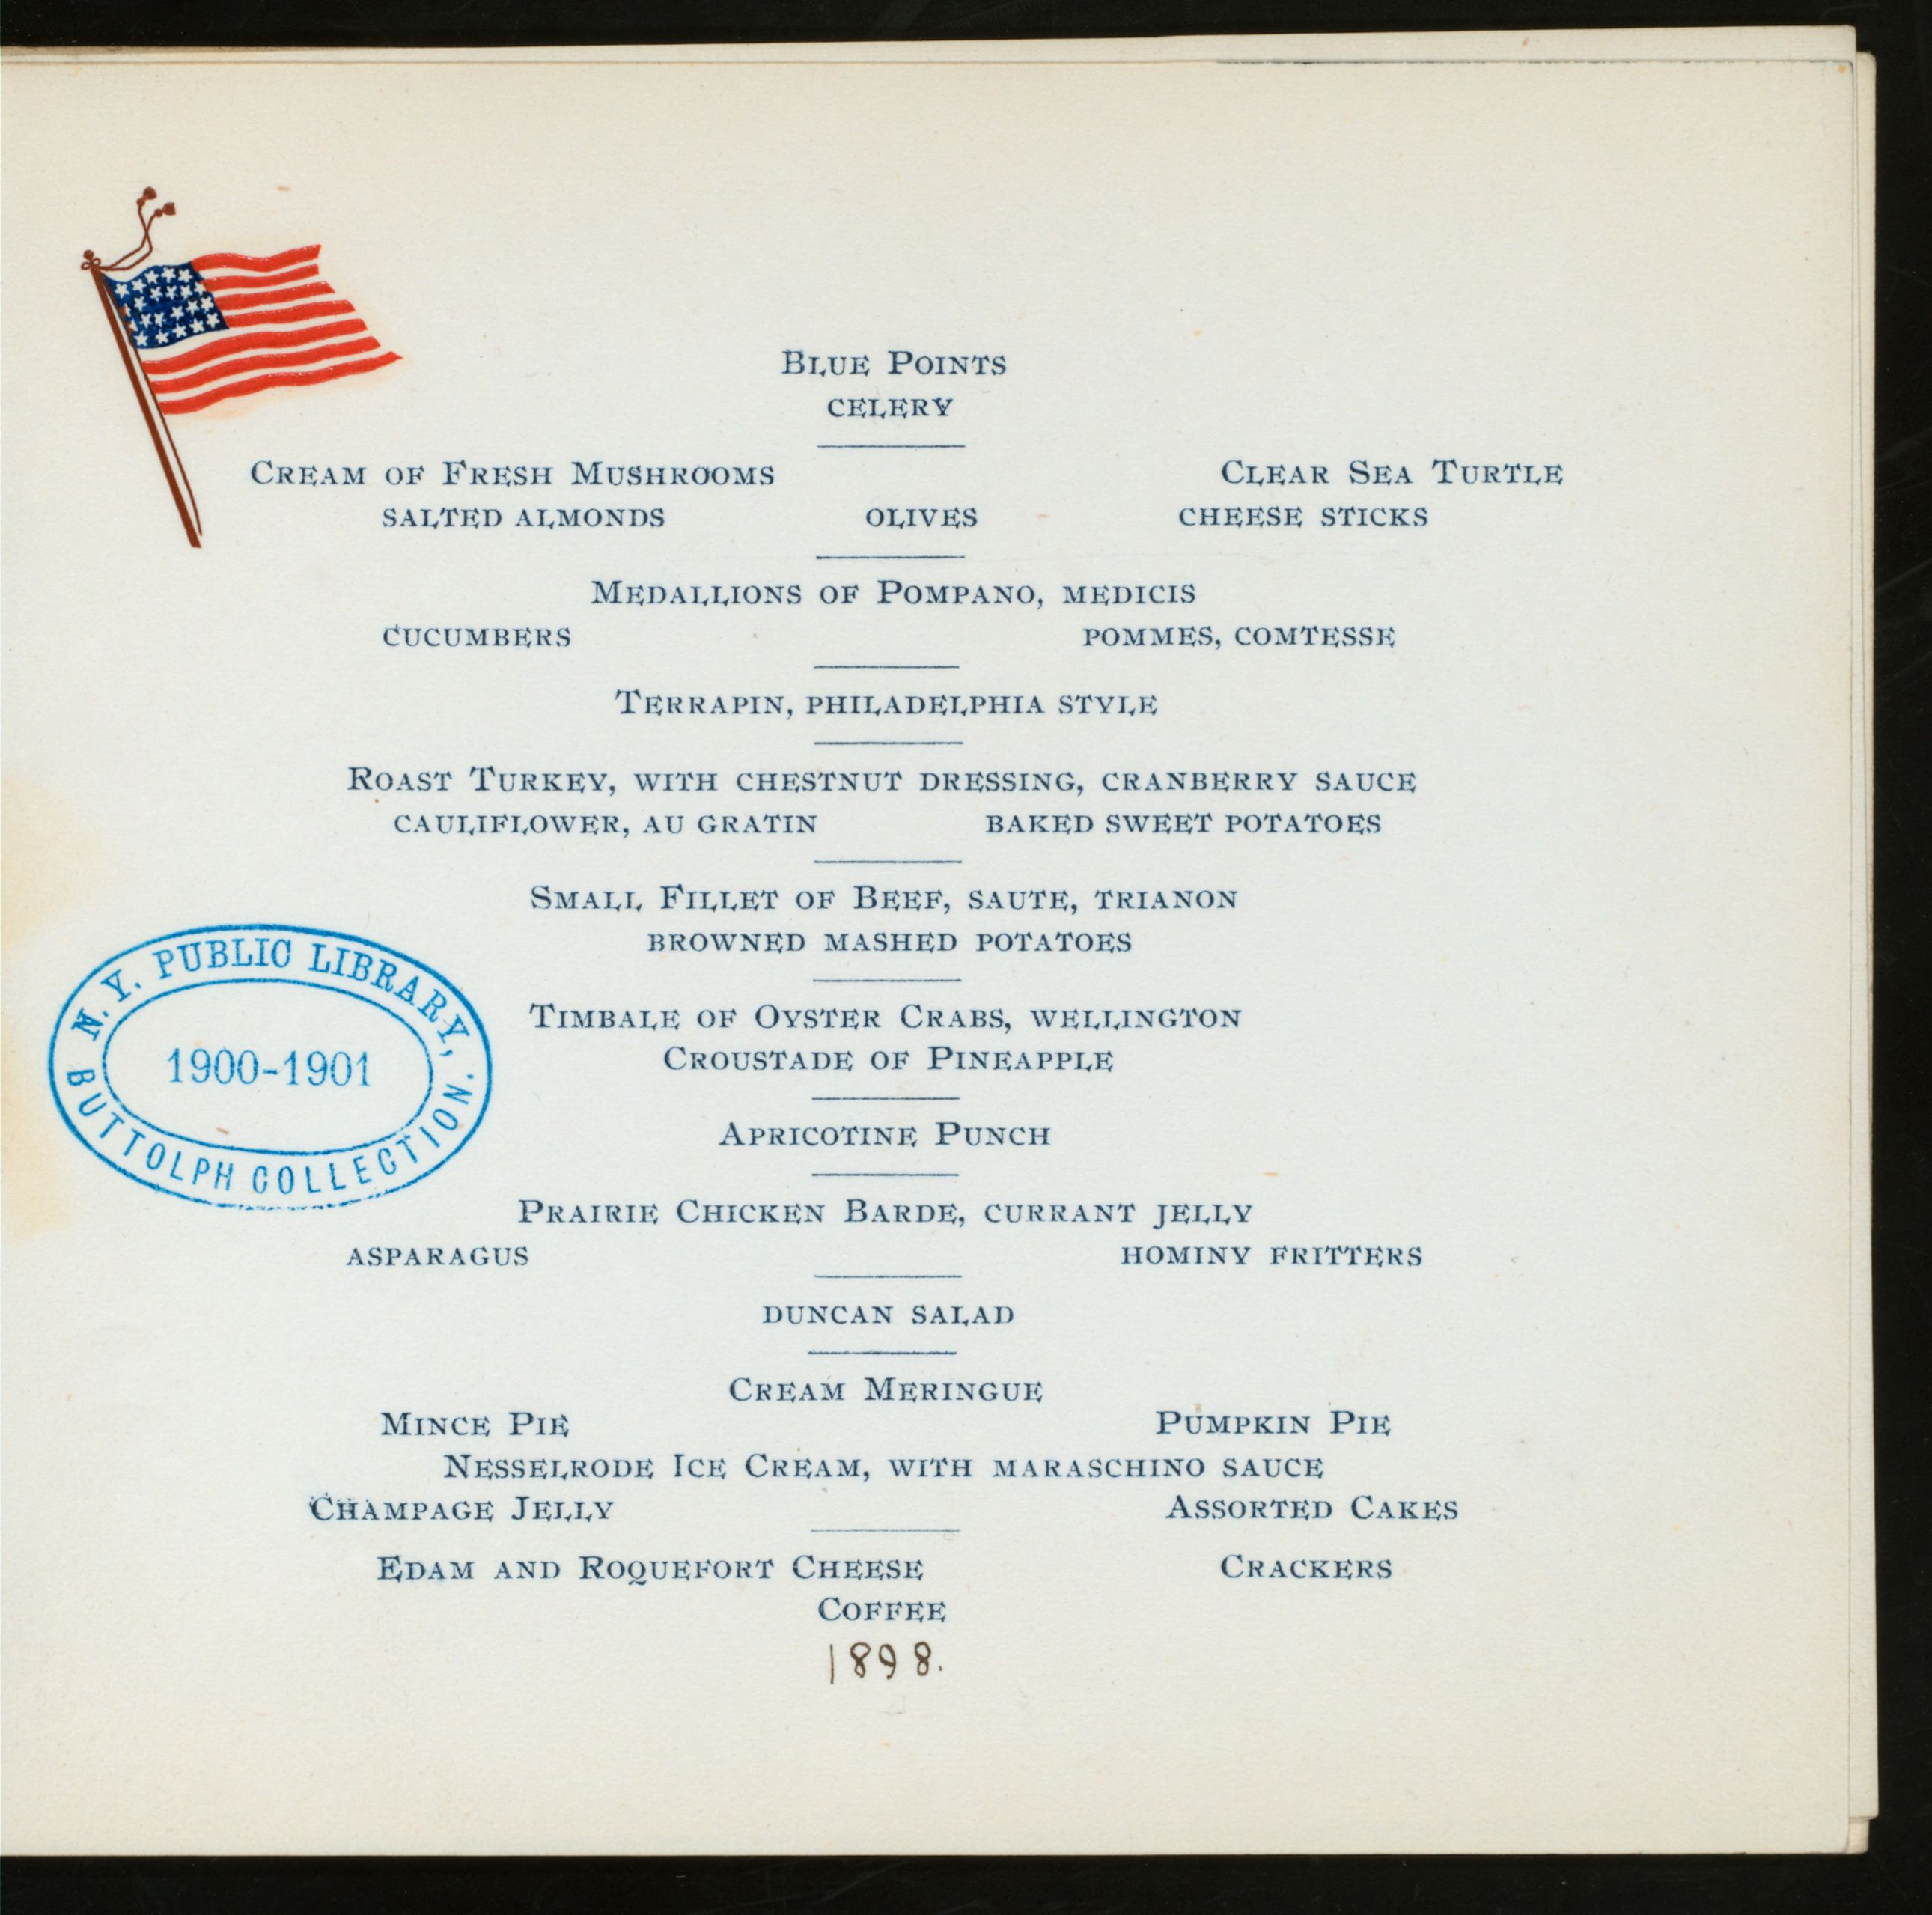 Blue Points
CELERY
Cream of Fresh Mushrooms Clear Sea Turtle
SALTED ALMONDS OLIVES CHEESE STICKS
Medallions of Pompano, MEDICIS
CUCUMBERS POMMES, COMTESSE
Terrapin, PHILADELPHIA STYLE
Roast Turkey, WITH CHESTNUT DRESSING, CRANBERRY SAUCE
CAULIFLOWER, AU GRATIN BAKED SWEET POTATOES
Small Fillet of Beef, SAUTE, TRIANON
BROWNED MASHED POTATOES
N. Y. PUBLIC LIBRARY,
1900-1901
BUTTOLPH COLLECTION.
Timbale of Oyster Crabs, WELLINGTON
Croustade of Pineapple
Apricotine Punch
Prairie Chicken Barde, CURRANT JELLY
ASPARAGUS HOMINY FRITTERS
DUNCAN SALAD
Cream Meringue
Mince Pie Pumpkin Pie
Nesselrode Ice Cream, WITH MARASCHINO SAUCE
Champage Jelly Assorted Cakes
Edam and Roquefort Cheese Crackers
Coffee
1898.